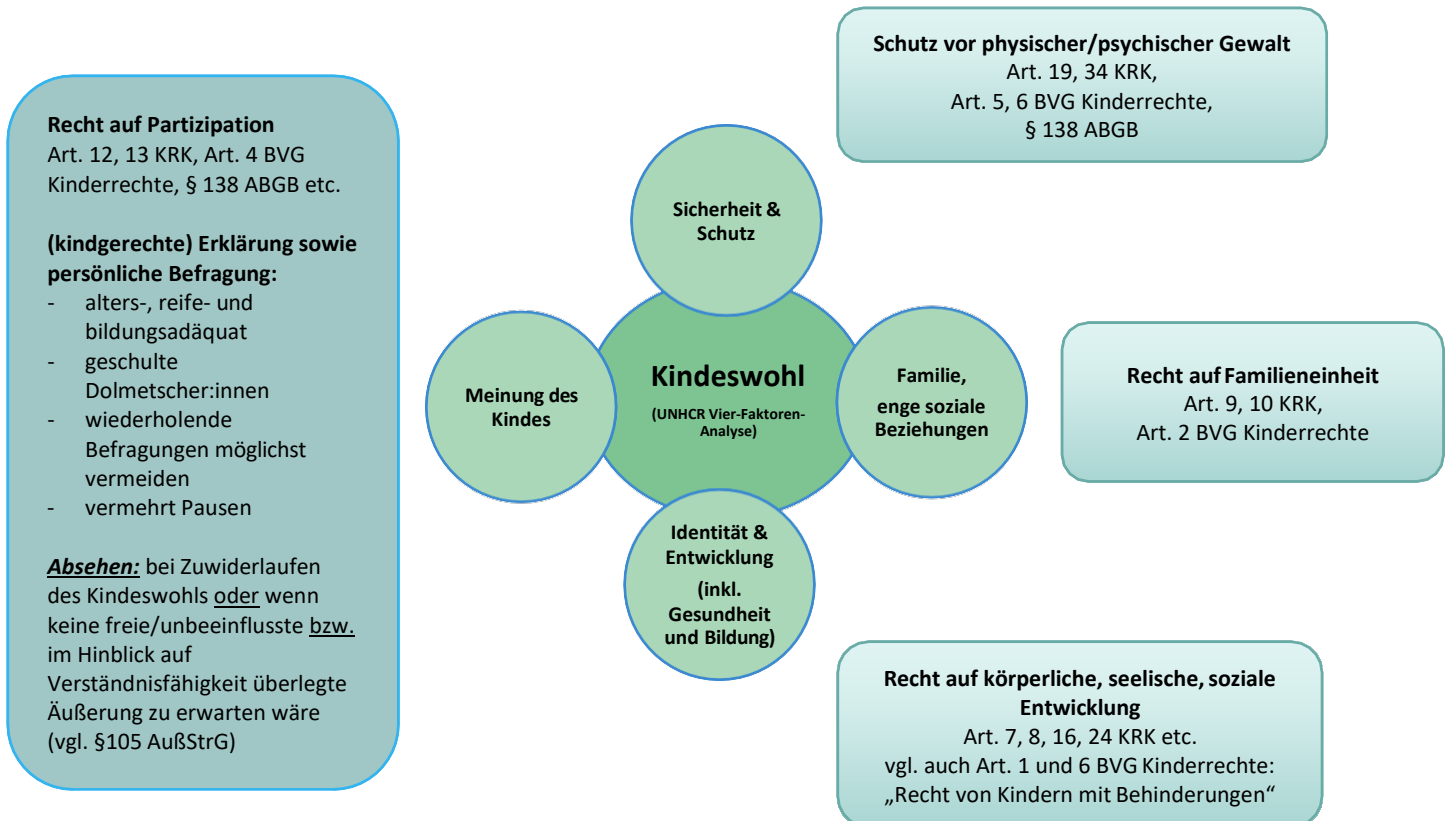 Schutz vor physischer/psychischer Gewalt
Art. 19, 34 KRK,
Art. 5, 6 BVG Kinderrechte,
§ 138 ABGB
Recht auf Partizipation
Art. 12, 13 KRK, Art. 4 BVG
Kinderrechte, § 138 ABGB etc.
(kindgerechte) Erklärung sowie
persönliche Befragung:
- alters-, reife- und
bildungsadäquat
- geschulte
Dolmetscher:innen
- wiederholende
Befragungen möglichst
vermeiden
- vermehrt Pausen
Absehen: bei Zuwiderlaufen
des Kindeswohls oder wenn
keine freie/unbeeinflusste bzw.
im Hinblick auf
Verständnisfähigkeit überlegte
Äußerung zu erwarten wäre
(vgl. §105 AußStrG)
Sicherheit &
Schutz
Meinung des
Kindes
Kindeswohl
(UNHCR Vier-Faktoren-
Analyse)
Familie,
enge soziale
Beziehungen
Identität &
Entwicklung
(inkl.
Gesundheit
und Bildung)
Recht auf Familieneinheit
Art. 9, 10 KRK,
Art. 2 BVG Kinderrechte
Recht auf körperliche, seelische, soziale
Entwicklung
Art. 7, 8, 16, 24 KRK etc.
vgl. auch Art. 1 und 6 BVG Kinderrechte:
„Recht von Kindern mit Behinderungen“